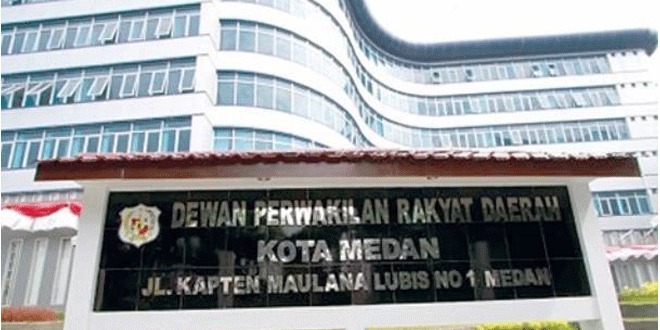 DEWAN PERWAKILAN RAKYAT DAERAH
KOTA MEDAN
JL. KAPTEN MAULANA LUBIS NO 1 MEDAN